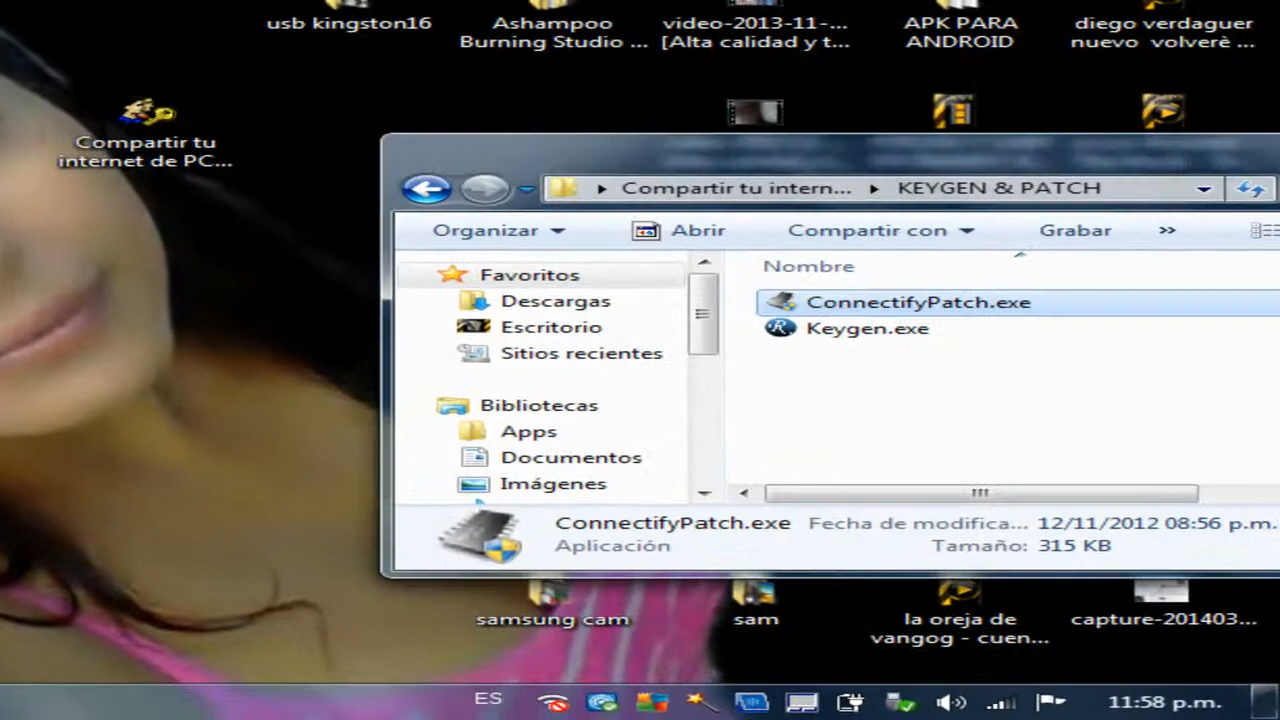 usb kingston16
Ashampoo
Burning Studio ...
video-2013-11-...
[Alta calidad y t...
APK PARA
ANDROID
diego verdaguer
nuevo volverè ...
Compartir tu
internet de PC...
Compartir tu intern... KEYGEN & PATCH
Organizar Abrir Compartir con Grabar »
Favoritos
Descargas
Escritorio
Sitios recientes
Bibliotecas
Apps
Documentos
Imágenes
Nombre
ConnectifyPatch.exe
Keygen.exe
ConnectifyPatch.exe Fecha de modifica... 12/11/2012 08:56 p.m.
Aplicación Tamaño: 315 KB
samsung cam
sam
la oreja de
vangog - cuen...
capture-201403...
ES 11:58 p.m.